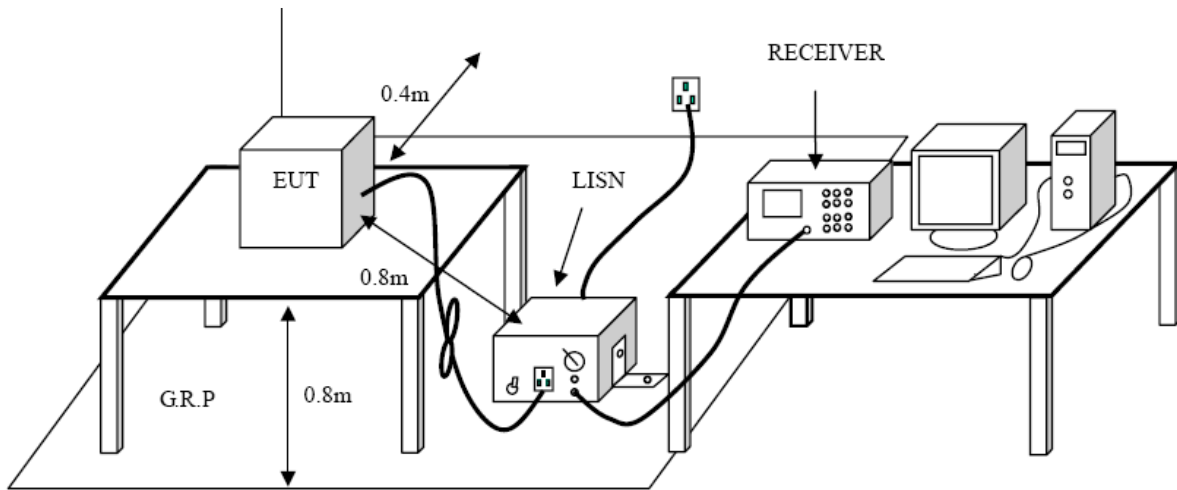 RECEIVER
0.4m
EUT
LISN
0.8m
G.R.P
0.8m